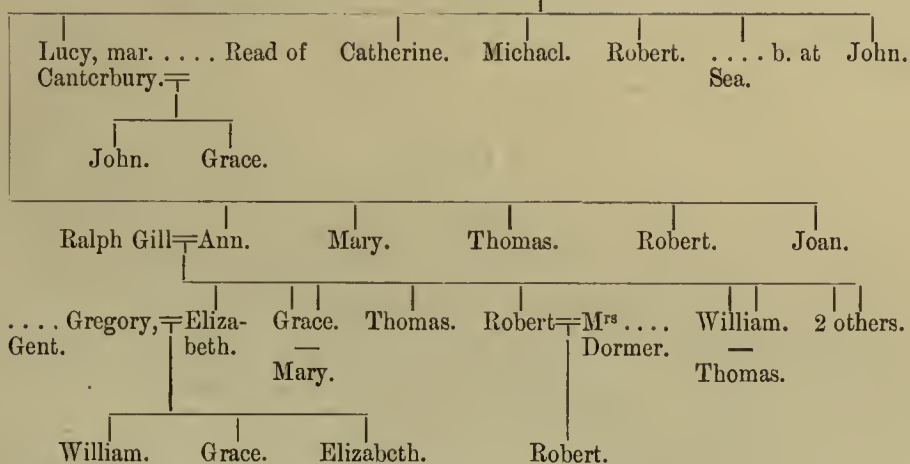 Lucy, mar. . . . . Read of Catherine. Michael. Robert. . . . . b. at John.
Canterbury. Sea.
John. Grace.
Ralph Gill Ann. Mary. Thomas. Robert. Joan.
. . . . Gregory, Eliza- Grace. Thomas. Robert Mrs . . . . William. 2 others.
Gent. beth. — Dormer. —
Mary. Thomas.
William. Grace. Elizabeth. Robert.